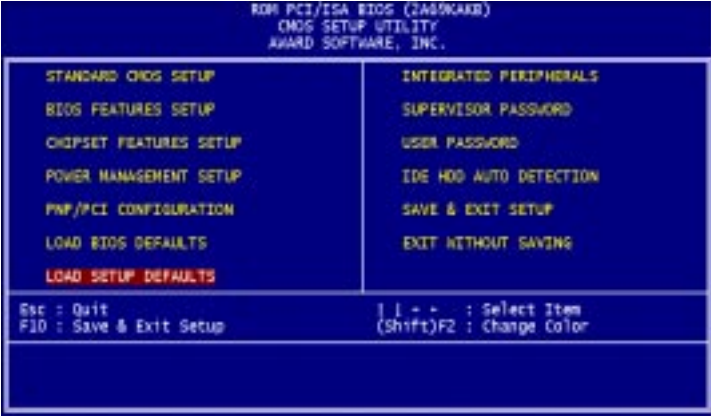 ROM PCI/ISA BIOS (2A69KAKB)
CMOS SETUP UTILITY
AWARD SOFTWARE, INC.
STANDARD CMOS SETUP
BIOS FEATURES SETUP
CHIPSET FEATURES SETUP
POWER MANAGEMENT SETUP
PNP/PCI CONFIGURATION
LOAD BIOS DEFAULTS
LOAD SETUP DEFAULTS
INTEGRATED PERIPHERALS
SUPERVISOR PASSWORD
USER PASSWORD
IDE HDD AUTO DETECTION
SAVE & EXIT SETUP
EXIT WITHOUT SAVING
Esc : Quit
F10 : Save & Exit Setup
: Select Item
(Shift)F2 : Change Color